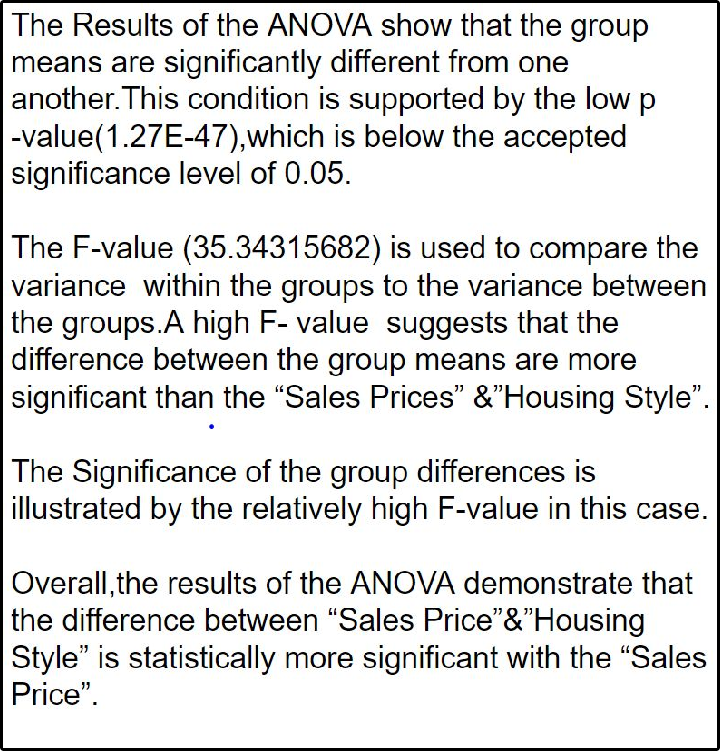 The Results of the ANOVA show that the group
means are significantly different from one
another.This condition is supported by the low p
-value(1.27E-47),which is below the accepted
significance level of 0.05.
The F-value (35.34315682) is used to compare the
variance  within the groups to the variance between
the groups.A high F- value  suggests that the
difference between the group means are more
significant than the “Sales Prices” &”Housing Style”.
The Significance of the group differences is
illustrated by the relatively high F-value in this case.
Overall,the results of the ANOVA demonstrate that
the difference between “Sales Price”&”Housing
Style” is statistically more significant with the “Sales
Price”.